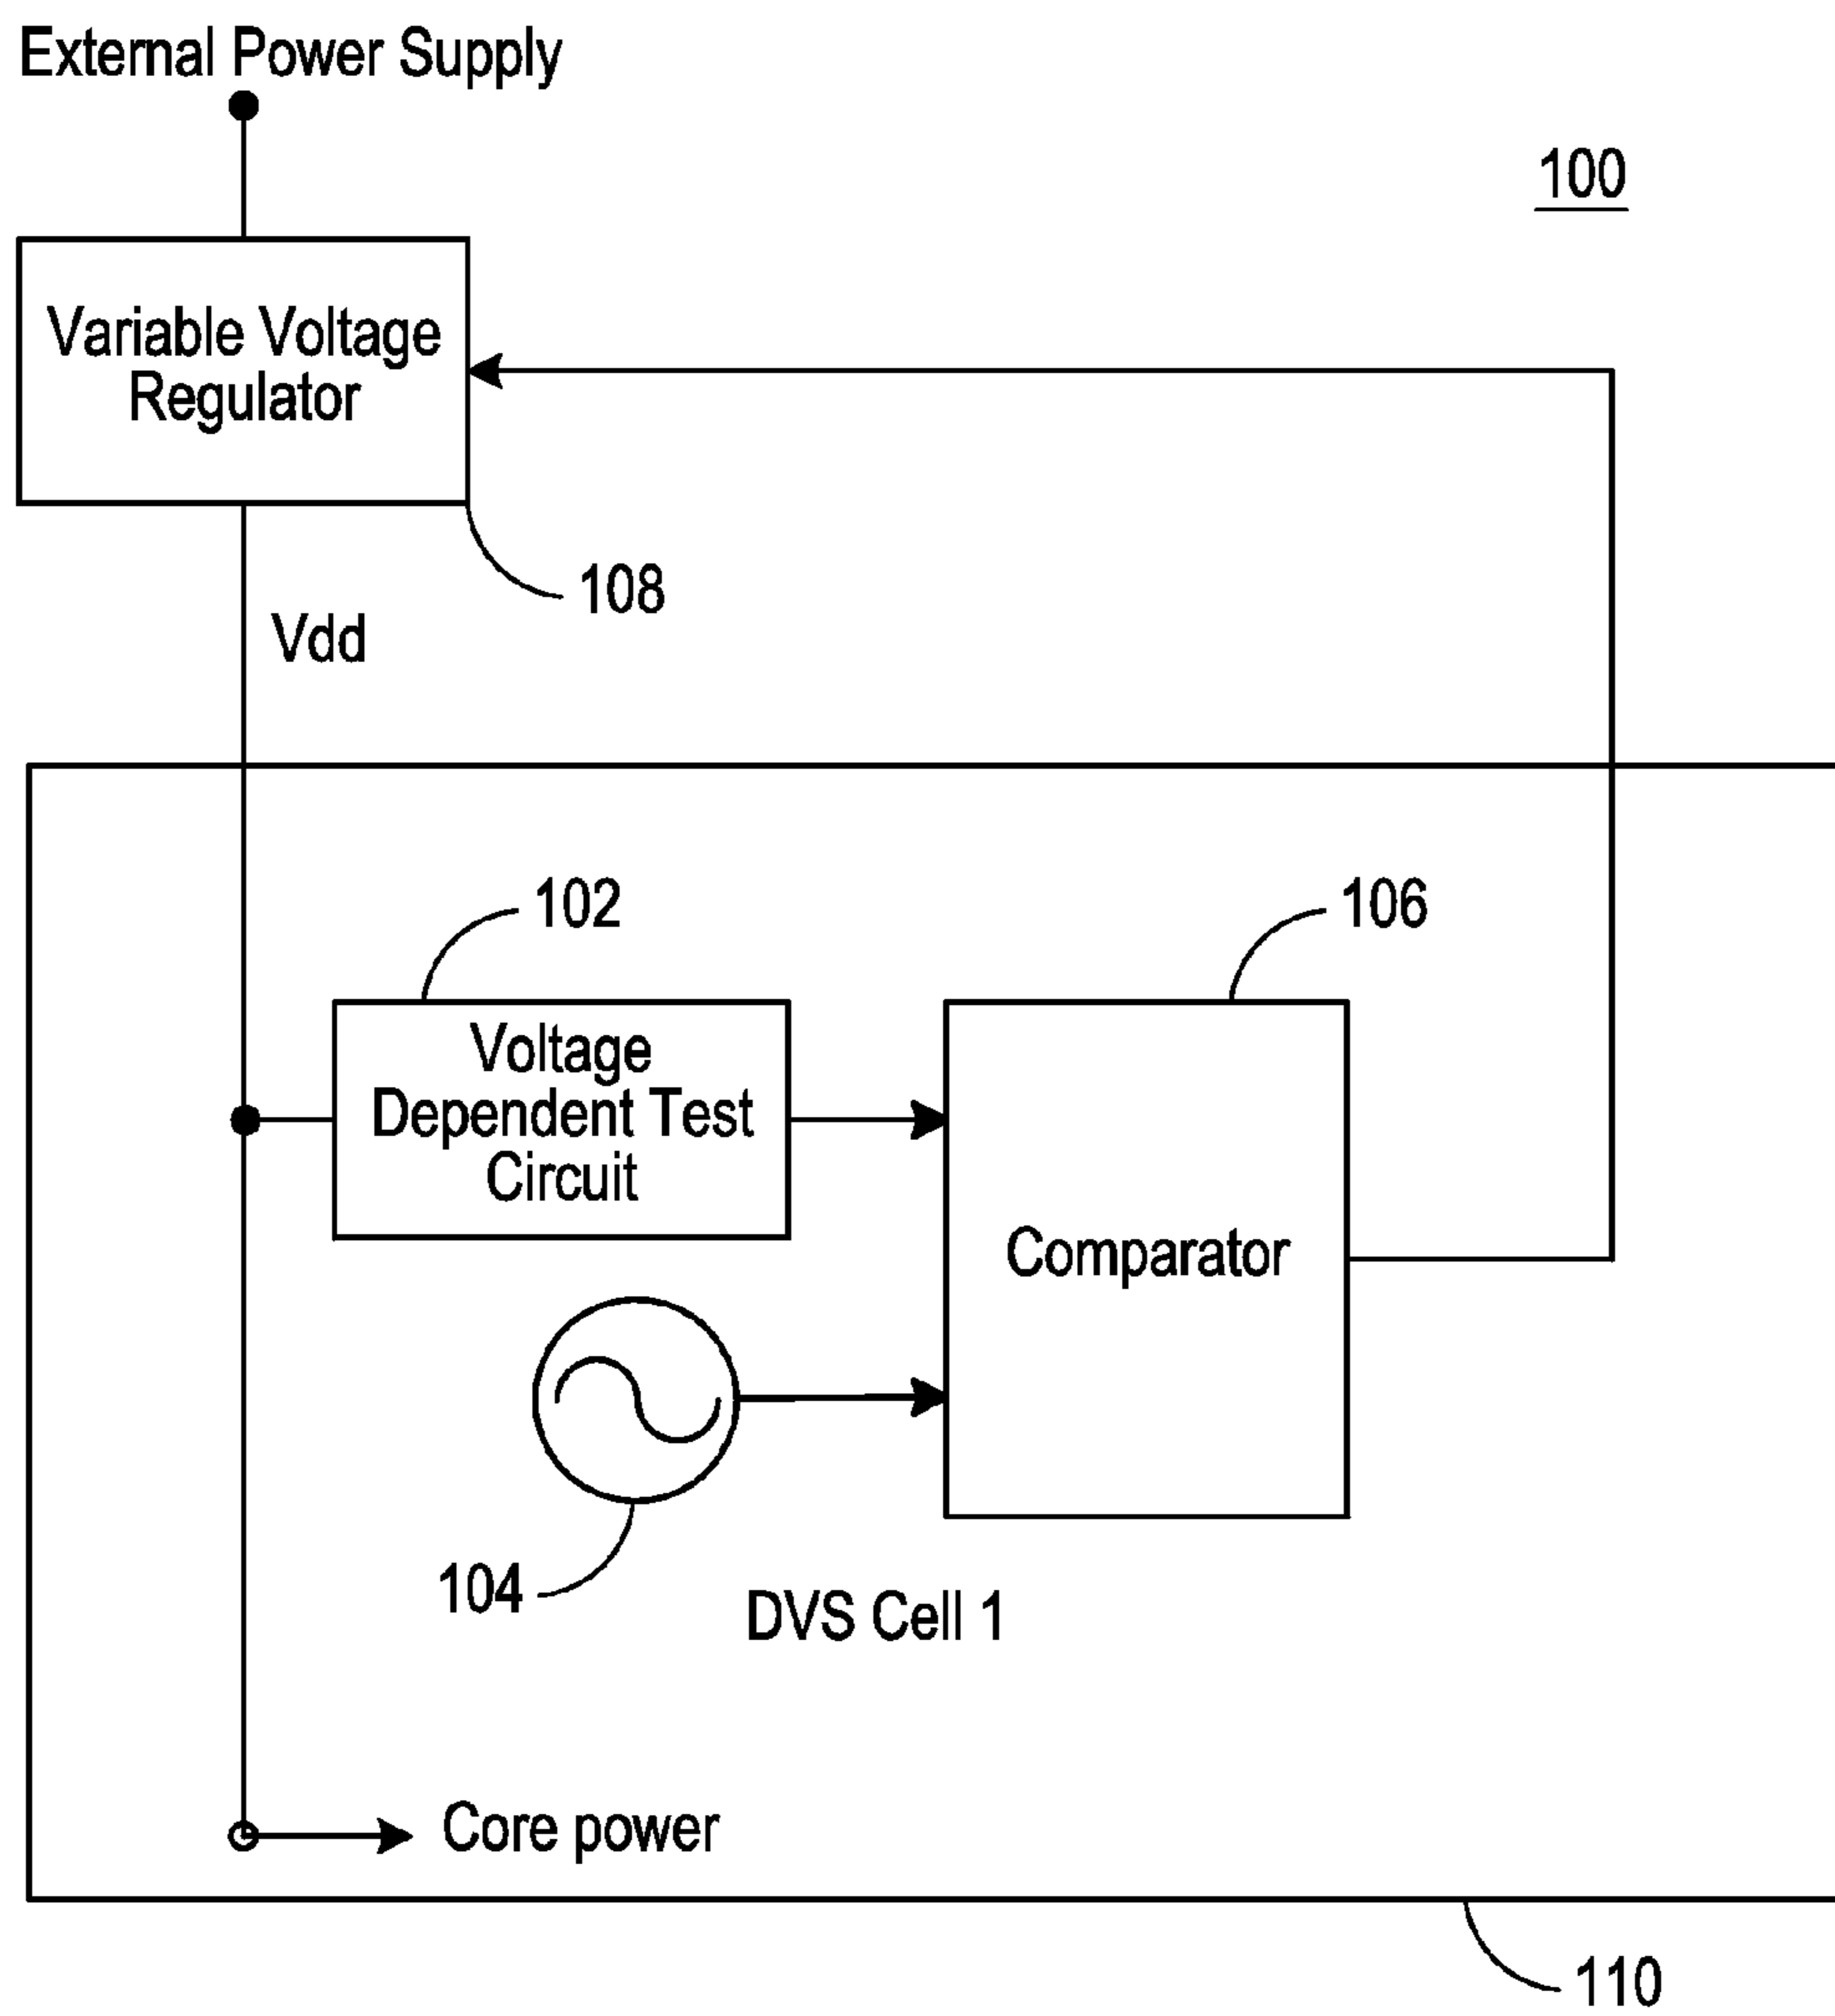 External Power Supply
100
Variable Voltage
Regulator
108
Vdd
102
106
Voltage
Dependent Test
Circuit
Comparator
104
DVS Cell 1
Core power
110